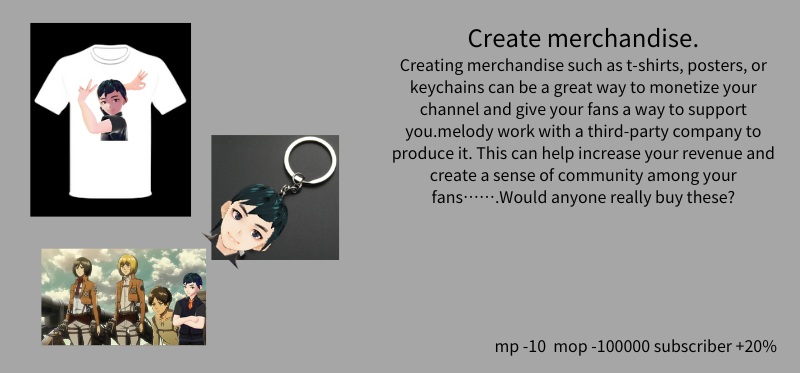 Create merchandise.
Creating merchandise such as t-shirts, posters, or
keychains can be a great way to monetize your
channel and give your fans a way to support
you.melody work with a third-party company to
produce it. This can help increase your revenue and
create a sense of community among your
fans⋯⋯.Would anyone really buy these?
mp -10  mop -100000 subscriber +20%